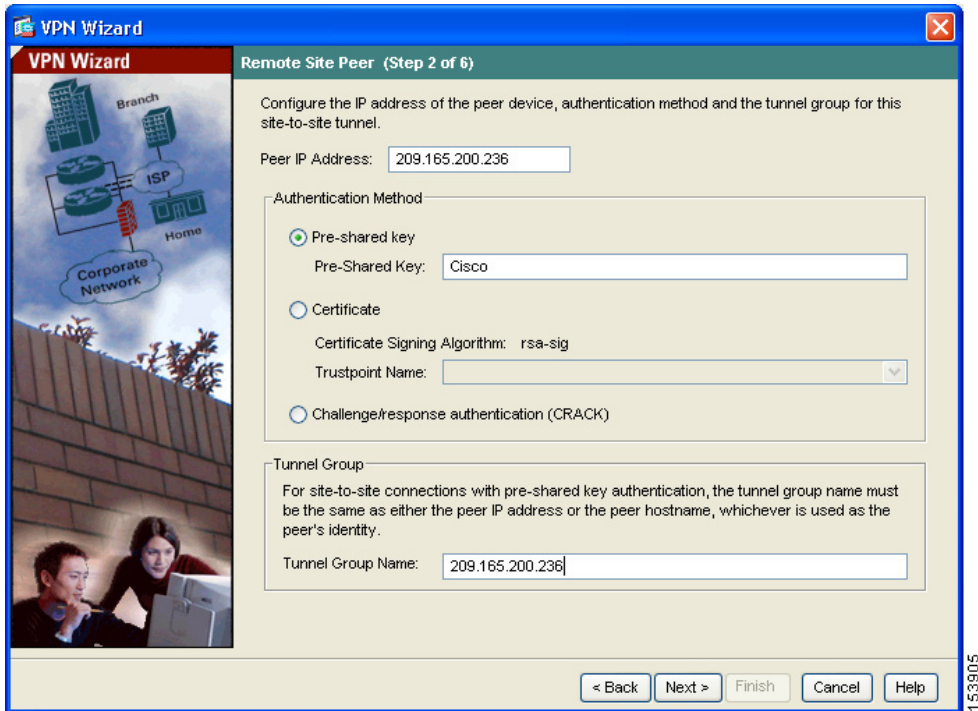 VPN Wizard
VPN Wizard
Branch
ISP
Home
Corporate
Network
Remote Site Peer (Step 2 of 6)
Configure the IP address of the peer device, authentication method and the tunnel group for this
site-to-site tunnel.
Peer IP Address: 209.165.200.236
Authentication Method
Pre-shared key
Pre-Shared Key: Cisco
Certificate
Certificate Signing Algorithm: rsa-sig
Trustpoint Name:
Challenge/response authentication (CRACK)
Tunnel Group
For site-to-site connections with pre-shared key authentication, the tunnel group name must
be the same as either the peer IP address or the peer hostname, whichever is used as the
peer's identity.
Tunnel Group Name: 209.165.200.236
< Back Next > Finish Cancel Help
153905